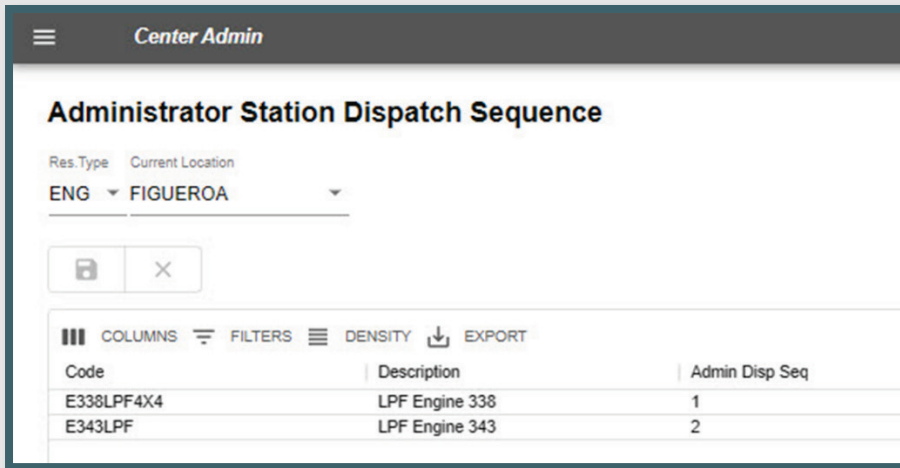 Center Admin
Administrator Station Dispatch Sequence
Res.Type Current Location
ENG FIGUEROA
COLUMNS FILTERS DENSITY EXPORT
Code Description Admin Disp Seq
E338LPF4X4 LPF Engine 338 1
E343LPF LPF Engine 343 2